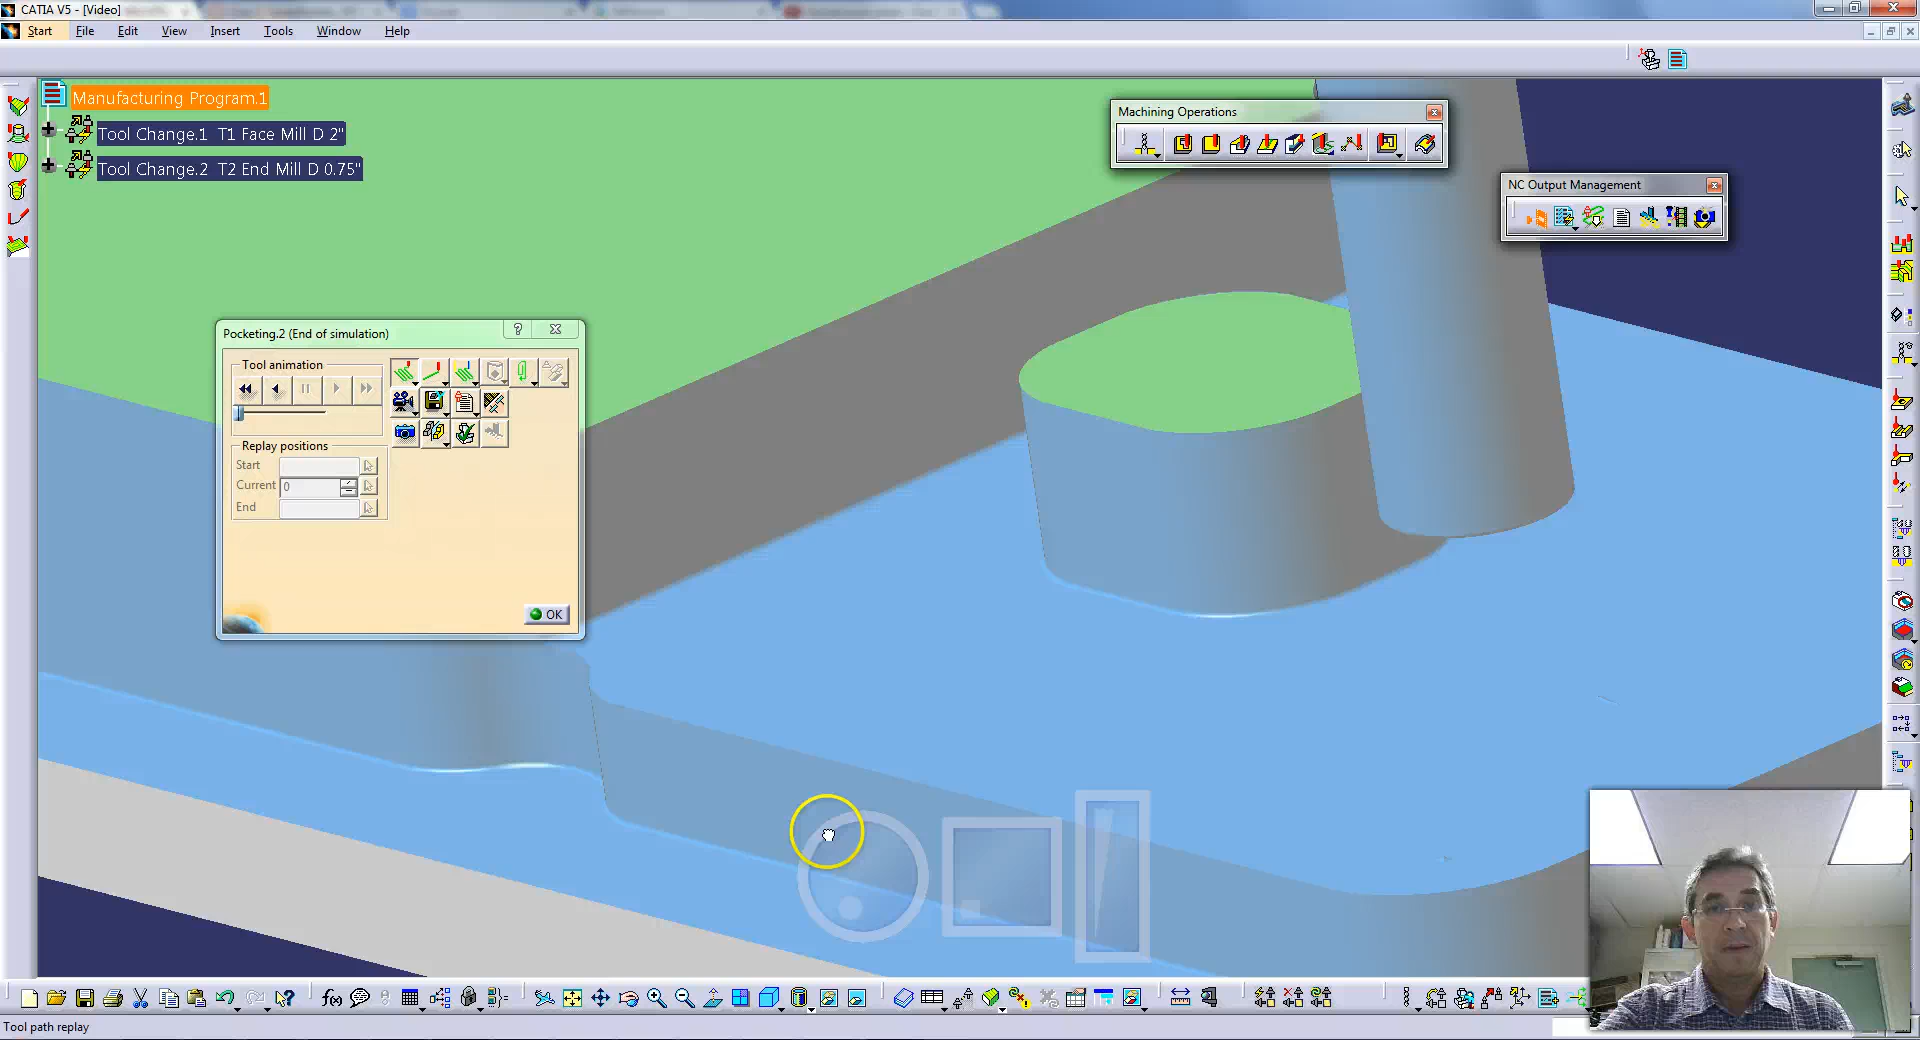 CATIA V5 - [Video]
Start File Edit View Insert Tools Window Help
Manufacturing Program.1
Tool Change.1 T1 Face Mill D 2"
Tool Change.2 T2 End Mill D 0.75"
Machining Operations
NC Output Management
Pocketing.2 (End of simulation)
Tool animation
Replay positions
Start
Current 0
End
OK
f(x)
Tool path replay